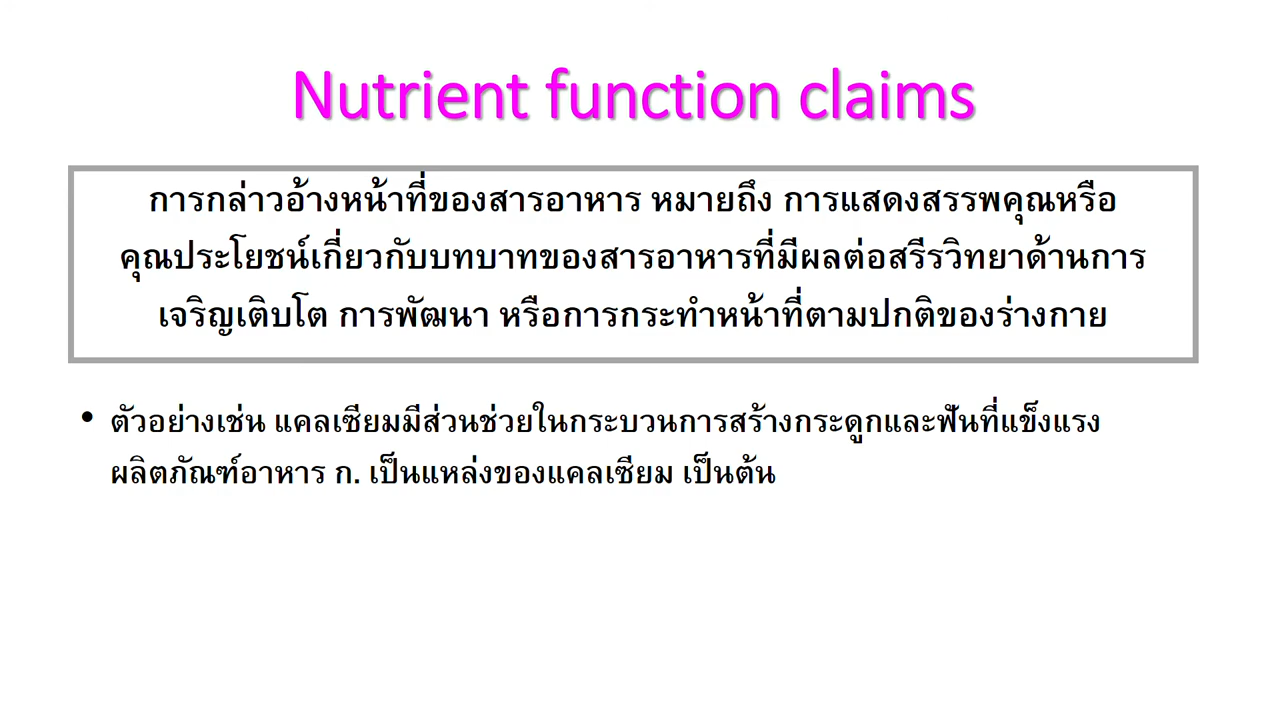 Nutrient function claims
การกล่าวอ้างหน้าที่ของสารอาหาร หมายถึง การแสดงสรรพคุณหรือ
คุณประโยชน์เกี่ยวกับบทบาทของสารอาหารที่มีผลต่อสรีรวิทยาด้านการ
เจริญเติบโต การพัฒนา หรือการกระทำหน้าที่ตามปกติของร่างกาย
• ตัวอย่างเช่น แคลเซียมมีส่วนช่วยในกระบวนการสร้างกระดูกและฟันที่แข็งแรง
ผลิตภัณฑ์อาหาร ก. เป็นแหล่งของแคลเซียม เป็นต้น